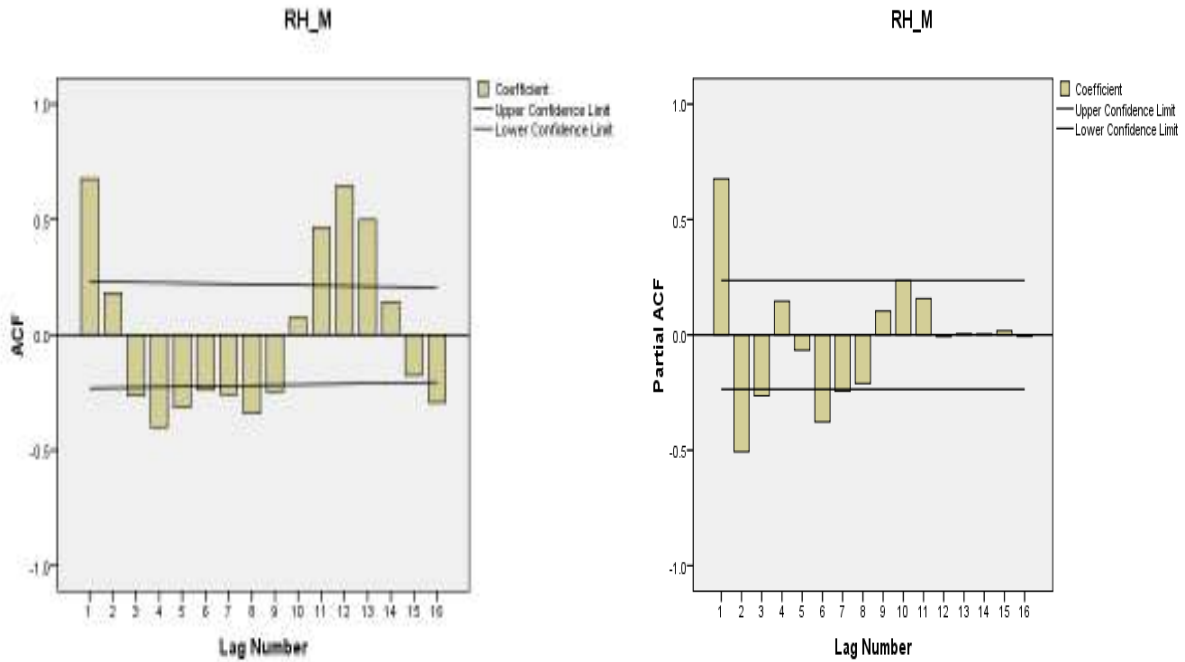 RH_M
Coefficient
Upper Confidence Limit
Lower Confidence Limit
1.0
0.5
0.0
-0.5
-1.0
ACF
1 2 3 4 5 6 7 8 9 10 11 12 13 14 15 16
Lag Number
RH_M
Coefficient
Upper Confidence Limit
Lower Confidence Limit
1.0
0.5
0.0
-0.5
-1.0
Partial ACF
1 2 3 4 5 6 7 8 9 10 11 12 13 14 15 16
Lag Number